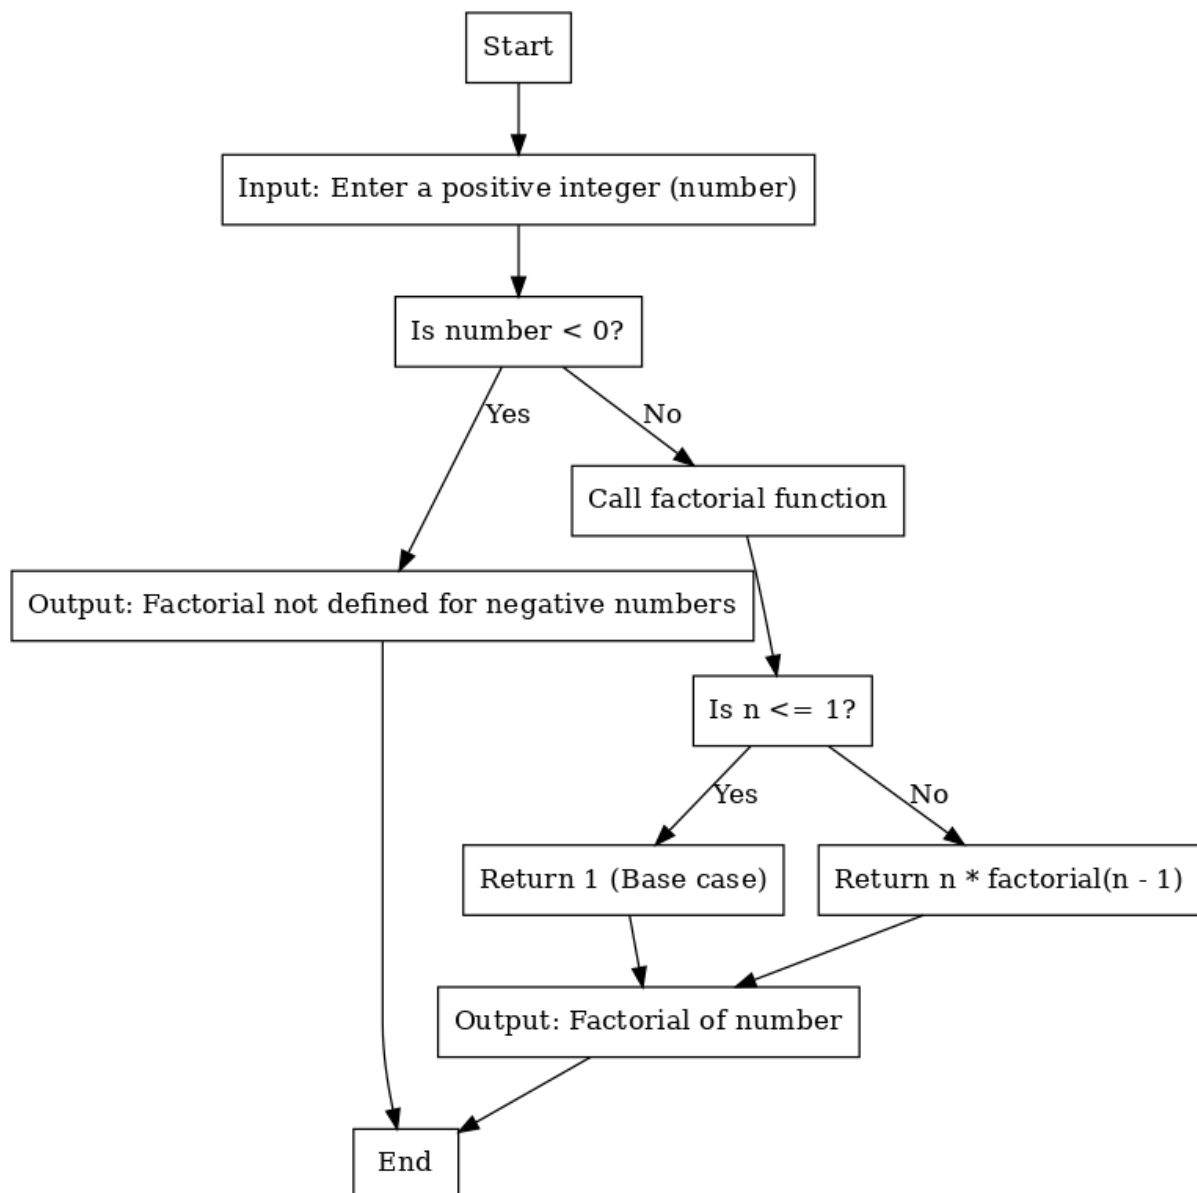 Start
Input: Enter a positive integer (number)
Is number < 0?
Yes
No
Call factorial function
Output: Factorial not defined for negative numbers
Is n <= 1?
Yes
No
Return 1 (Base case)
Return n * factorial(n - 1)
Output: Factorial of number
End